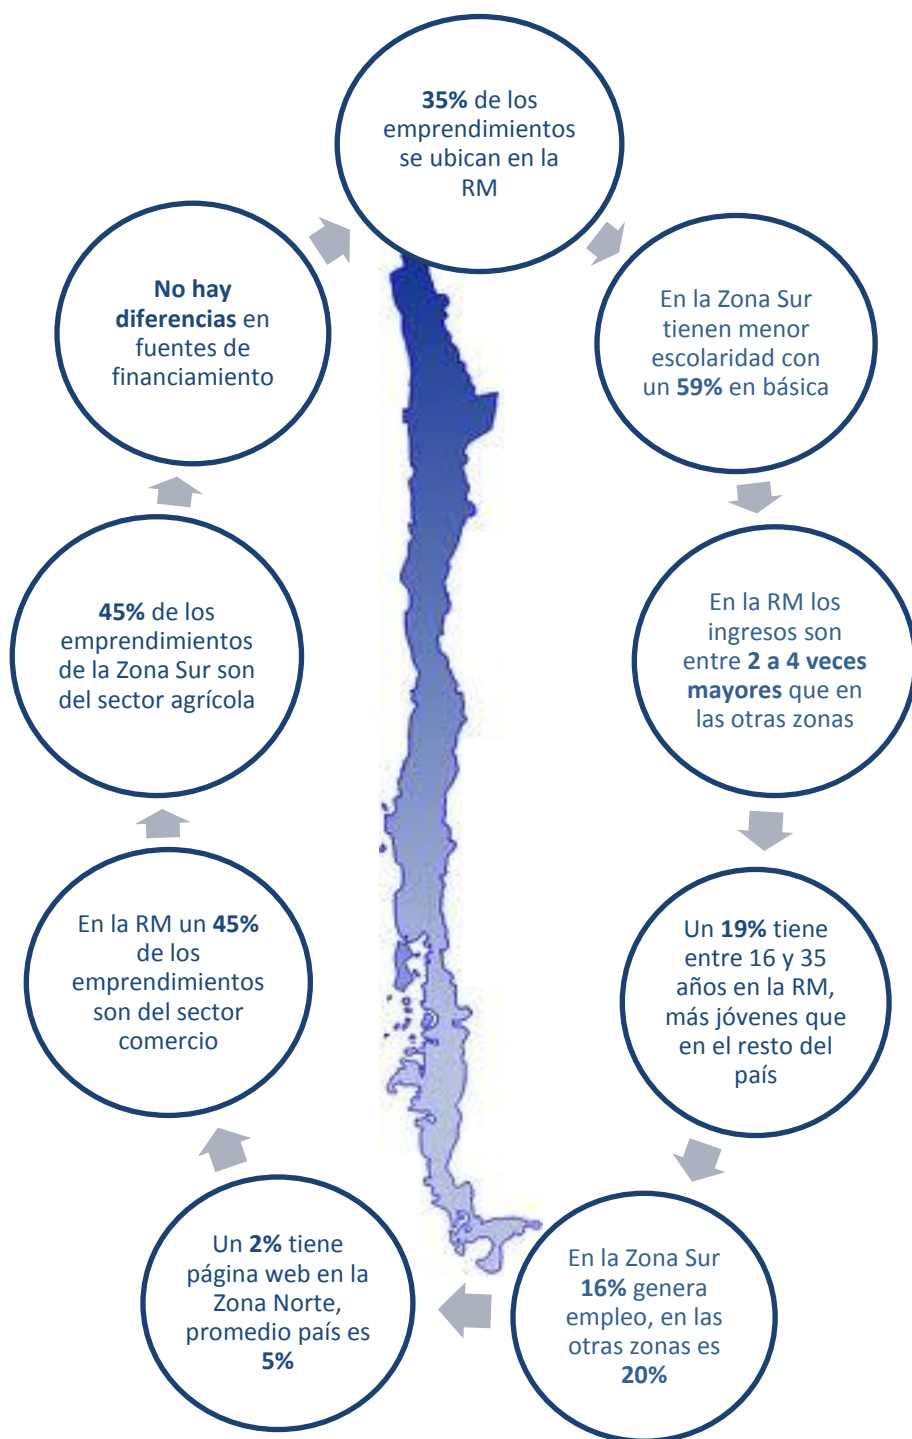 35% de los
emprendimientos
se ubican en la
RM
En la Zona Sur
tienen menor
escolaridad con
un 59% en básica
En la RM los
ingresos son
entre 2 a 4 veces
mayores que en
las otras zonas
Un 19% tiene
entre 16 y 35
años en la RM,
más jóvenes que
en el resto del
país
En la Zona Sur
16% genera
empleo, en las
otras zonas es
20%
Un 2% tiene
página web en la
Zona Norte,
promedio país es
5%
En la RM un 45%
de los
emprendimientos
son del sector
comercio
45% de los
emprendimientos
de la Zona Sur son
del sector agrícola
No hay
diferencias en
fuentes de
financiamiento